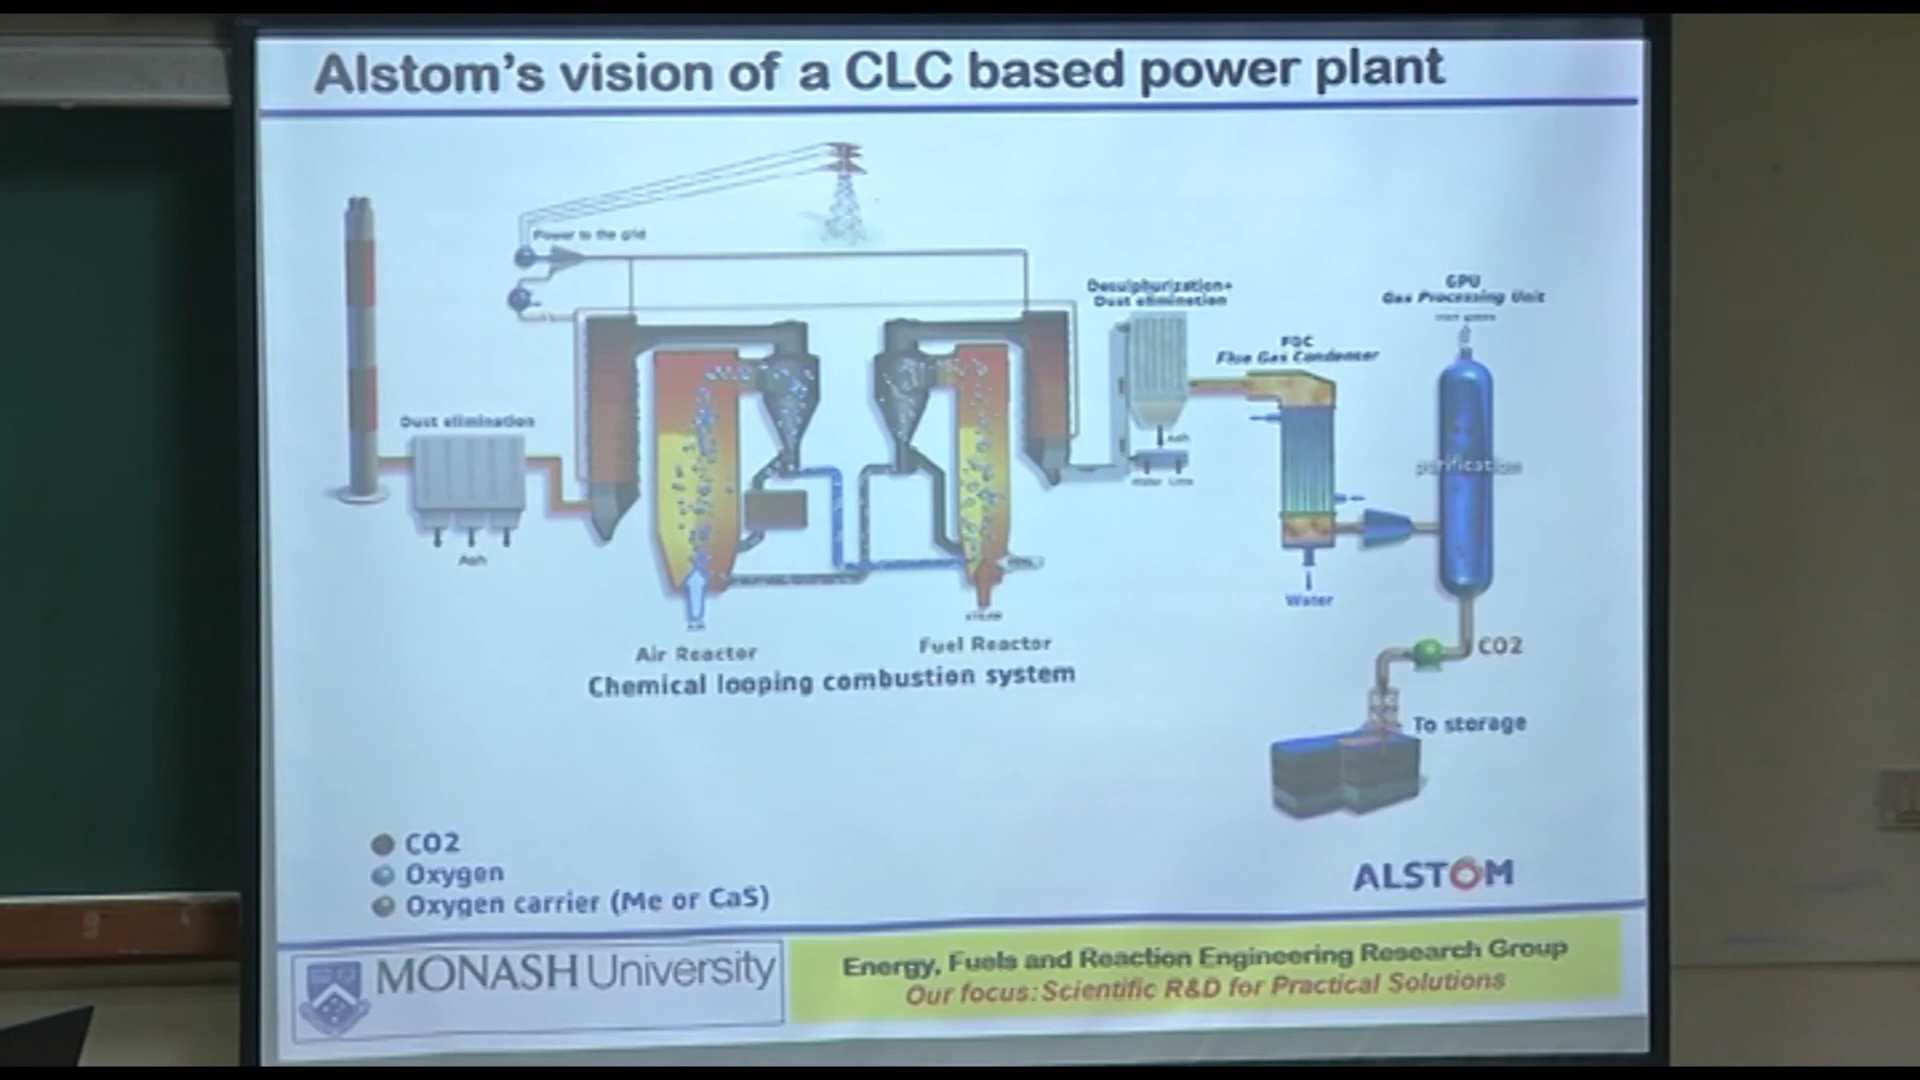 Alstom's vision of a CLC based power plant
Power to the grid
Dust elimination
Ash
Desulphurization+
Dust elimination
Ash
FGC
Flue Gas Condenser
GPU
Gas Processing Unit
purification
Water
CO2
To storage
Air Reactor
Fuel Reactor
Chemical looping combustion system
CO2
Oxygen
Oxygen carrier (Me or CaS)
ALSTOM
MONASH University
Energy, Fuels and Reaction Engineering Research Group
Our focus: Scientific R&D for Practical Solutions